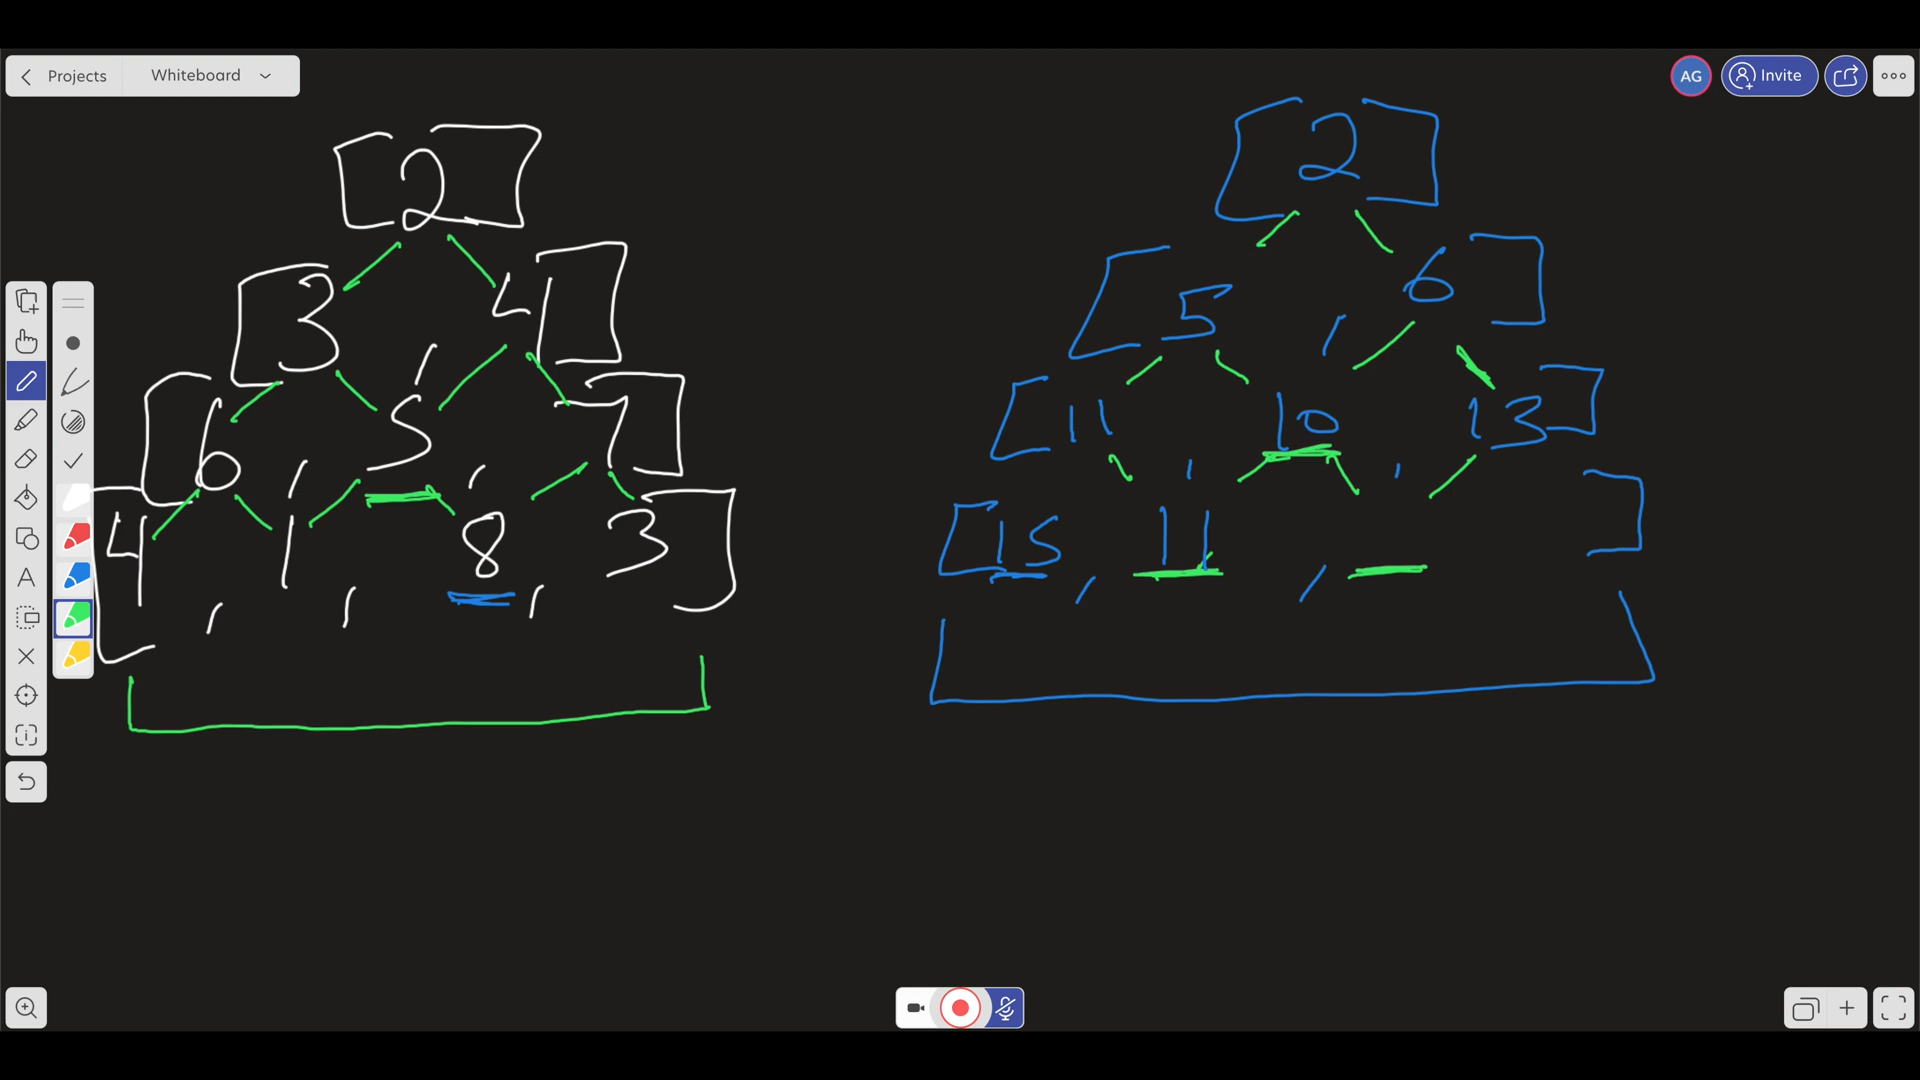 Projects Whiteboard AG Invite
[2] [2]
[3, 4] [5, 6]
[6, 5, 7] [11, 10, 13]
[4, 1, 8, 3] [15, 11, , ]
A